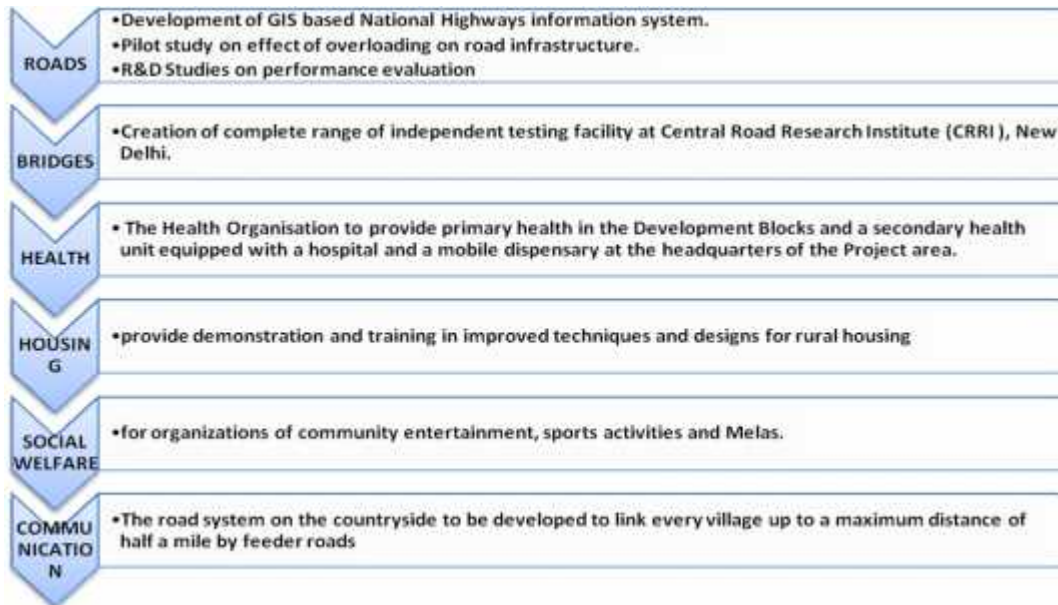 ROADS
•Development of GIS based National Highways information system.
•Pilot study on effect of overloading on road infrastructure.
•R&D Studies on performance evaluation
BRIDGES
•Creation of complete range of independent testing facility at Central Road Research Institute (CRRI ), New
Delhi.
HEALTH
• The Health Organisation to provide primary health in the Development Blocks and a secondary health
unit equipped with a hospital and a mobile dispensary at the headquarters of the Project area.
HOUSIN
G
•provide demonstration and training in improved techniques and designs for rural housing
SOCIAL
WELFARE
•for organizations of community entertainment, sports activities and Melas.
COMMU
NICATIO
N
•The road system on the countryside to be developed to link every village up to a maximum distance of
half a mile by feeder roads